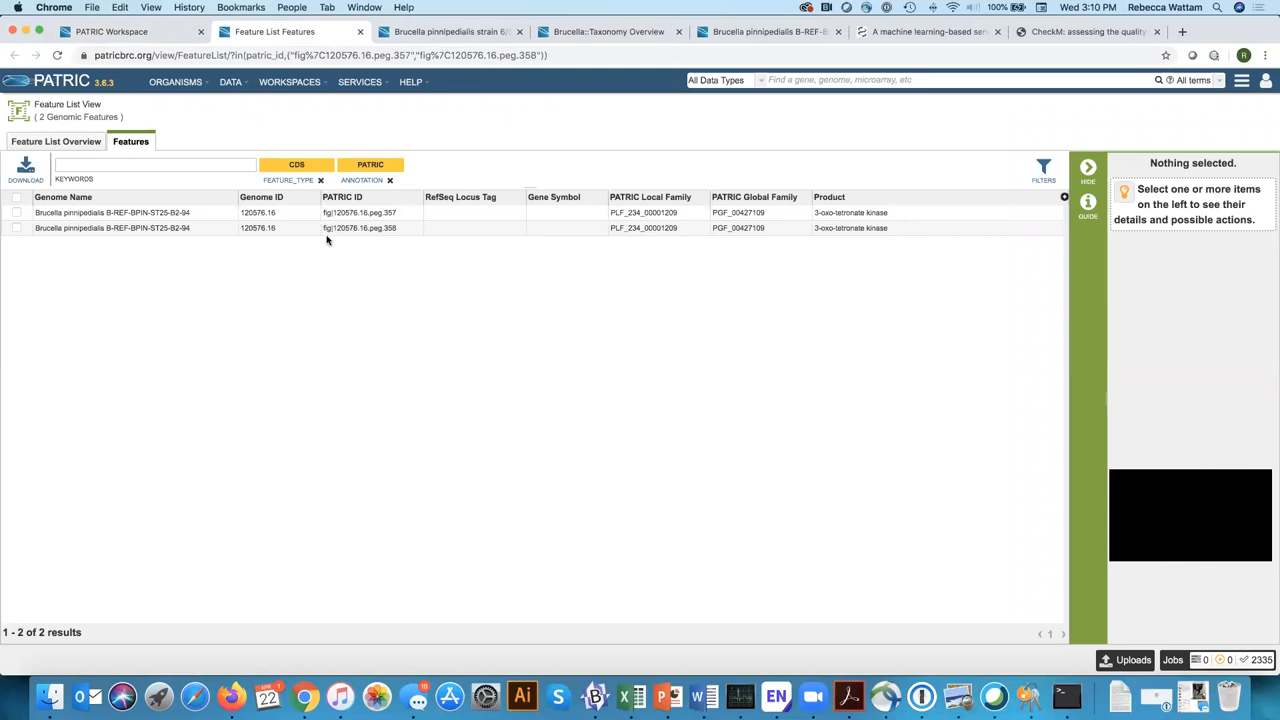 Chrome File Edit View History Bookmarks People Tab Window Help 100% Wed 3:10 PM Rebecca Wattam
PATRIC Workspace Feature List Features Brucella pinnipedialis strain 6/ Brucella::Taxonomy Overview Brucella pinnipedialis B-REF-B A machine learning-based serv CheckM: assessing the quality
patricbrc.org/view/FeatureList/?in(patric_id,("fig%7C120576.16.peg.357","fig%7C120576.16.peg.358")) R
PATRIC 3.6.3 ORGANISMS DATA WORKSPACES SERVICES HELP All Data Types Find a gene, genome, microarray, etc All terms
Feature List View
( 2 Genomic Features )
Feature List Overview Features
DOWNLOAD KEYWORDS
CDS PATRIC
FEATURE_TYPE ANNOTATION FILTERS
Genome Name Genome ID PATRIC ID RefSeq Locus Tag Gene Symbol PATRIC Local Family PATRIC Global Family Product
Brucella pinnipedialis B-REF-BPIN-ST25-B2-94 120576.16 fig|120576.16.peg.357 PLF_234_00001209 PGF_00427109 3-oxo-tetronate kinase
Brucella pinnipedialis B-REF-BPIN-ST25-B2-94 120576.16 fig|120576.16.peg.358 PLF_234_00001209 PGF_00427109 3-oxo-tetronate kinase
HIDE
GUIDE
Nothing selected.
Select one or more items
on the left to see their
details and possible actions.
1 - 2 of 2 results 1
Uploads Jobs 0 0 2335
APR 22 19 Ai S B X P W EN